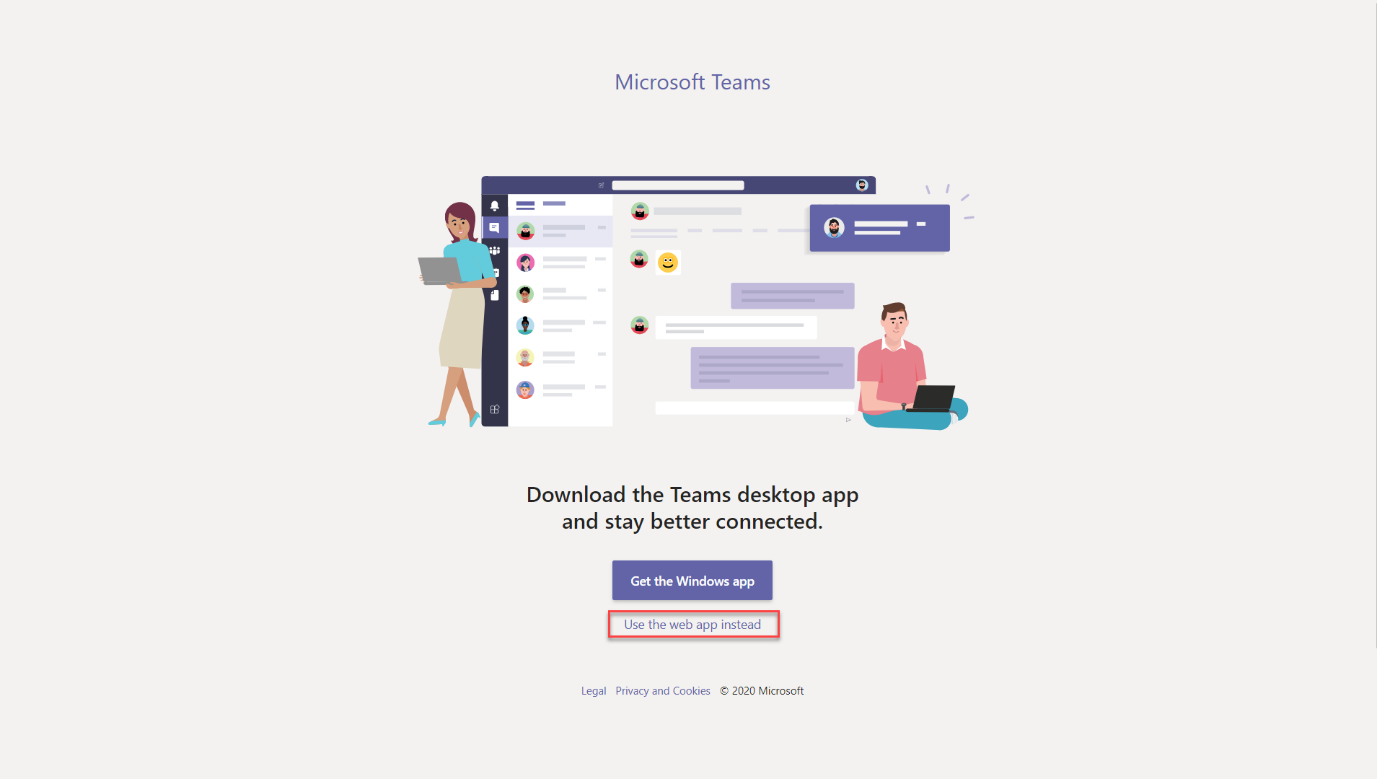 Microsoft Teams
Download the Teams desktop app
and stay better connected.
Get the Windows app
Use the web app instead
Legal Privacy and Cookies © 2020 Microsoft